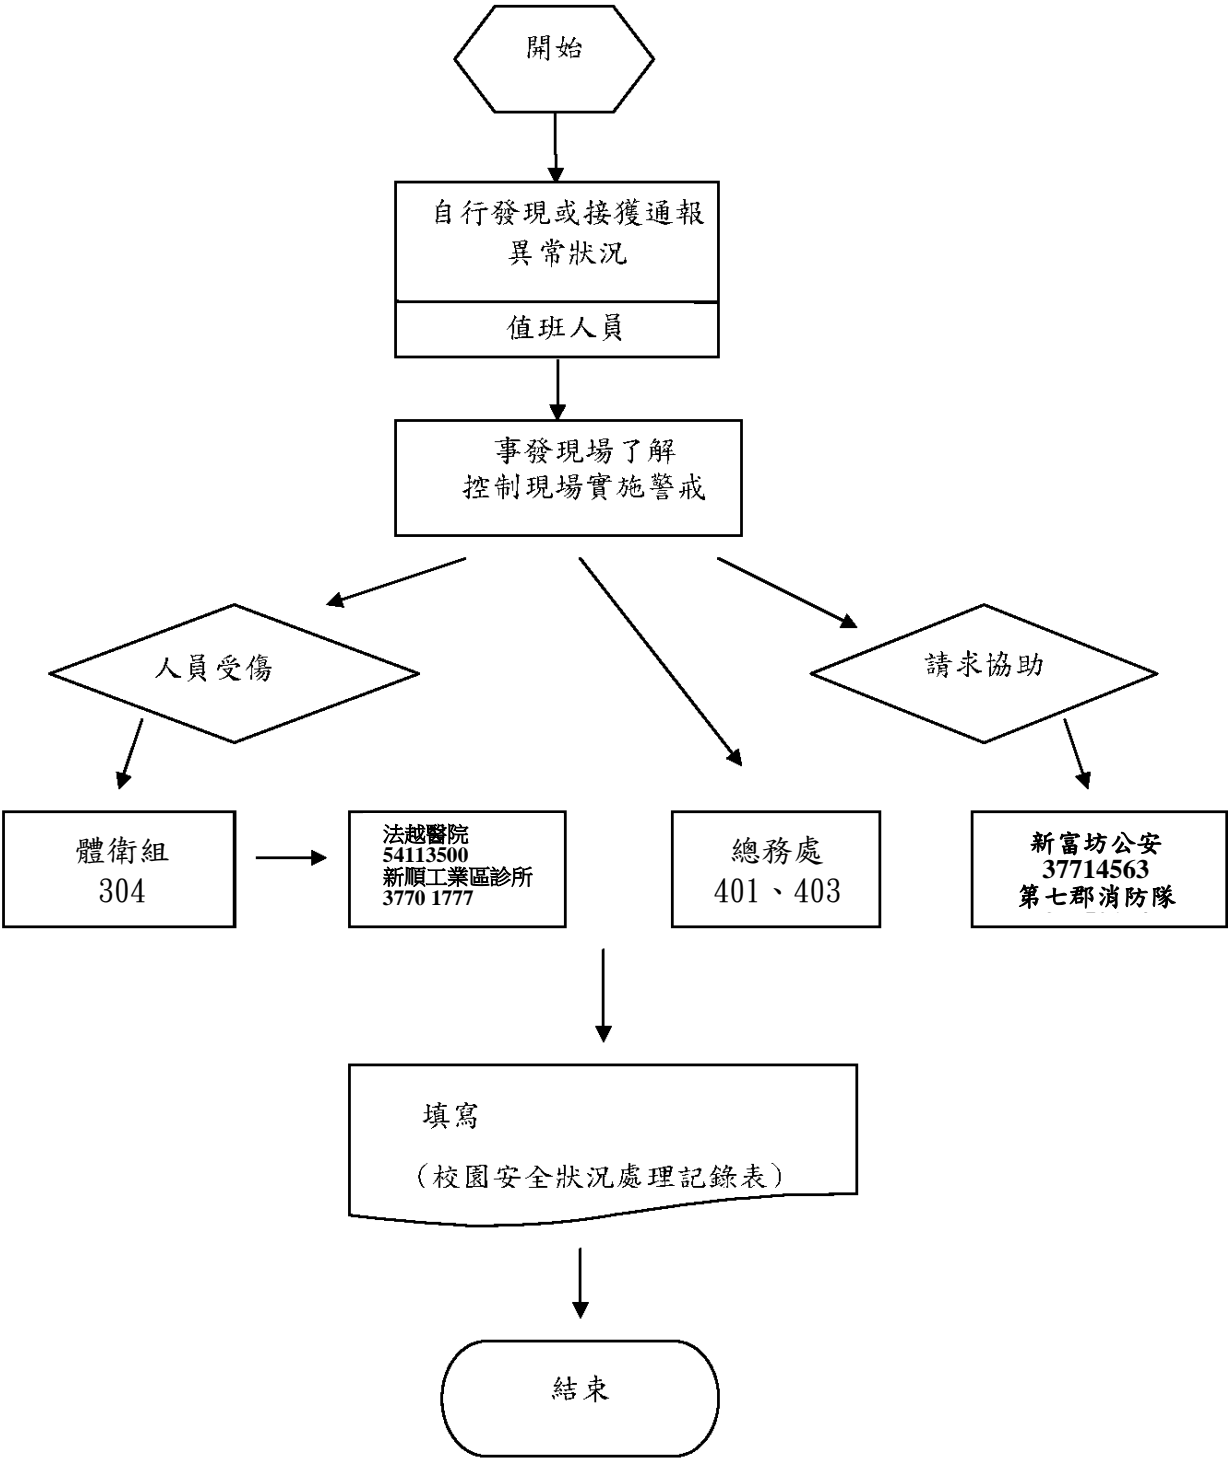 開始
自行發現或接獲通報
異常狀況
值班人員
事發現場了解
控制現場實施警戒
人員受傷
請求協助
體衛組
304
法越醫院
54113500
新順工業區診所
3770 1777
總務處
401、403
新富坊公安
37714563
第七郡消防隊
填寫
（校園安全狀況處理記錄表）
結束